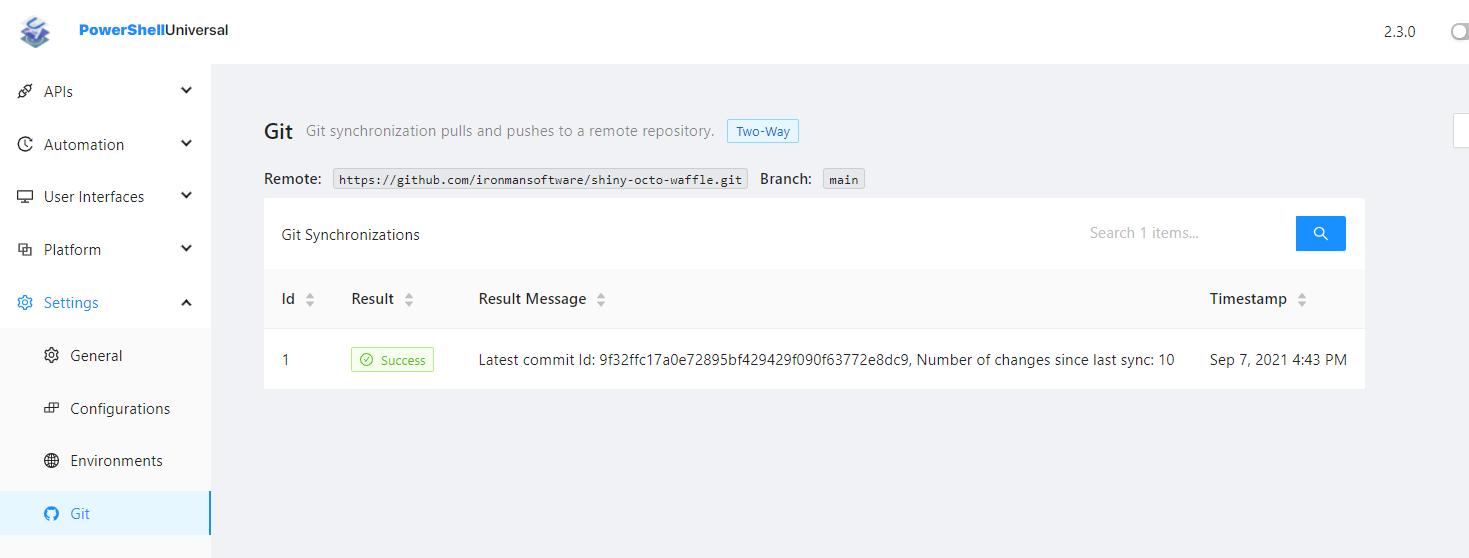 PowerShellUniversal
2.3.0
APIs
Automation
User Interfaces
Platform
Settings
General
Configurations
Environments
Git
Git Git synchronization pulls and pushes to a remote repository. Two-Way
Remote: https://github.com/ironmansoftware/shiny-octo-waffle.git Branch: main
Git Synchronizations
Search 1 items...
Id Result Result Message Timestamp
1 Success Latest commit Id: 9f32ffc17a0e72895bf429429f090f63772e8dc9, Number of changes since last sync: 10 Sep 7, 2021 4:43 PM